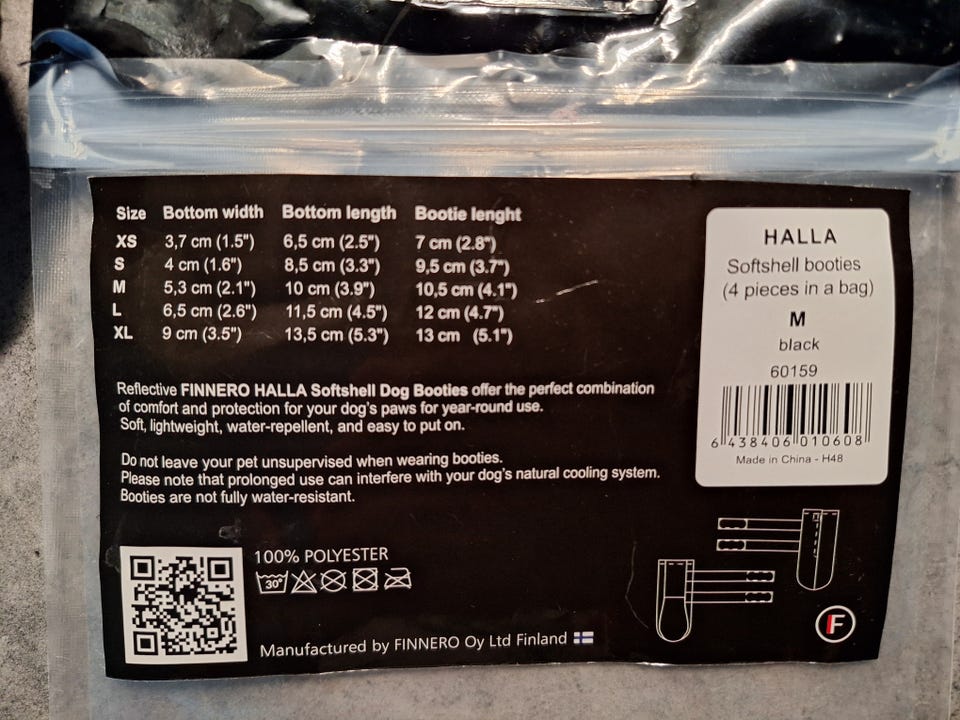 Size Bottom width Bottom length Bootie lenght
XS 3,7 cm (1.5") 6,5 cm (2.5") 7 cm (2.8")
S 4 cm (1.6") 8,5 cm (3.3") 9,5 cm (3.7")
M 5,3 cm (2.1") 10 cm (3.9") 10,5 cm (4.1")
L 6,5 cm (2.6") 11,5 cm (4.5") 12 cm (4.7")
XL 9 cm (3.5") 13,5 cm (5.3") 13 cm (5.1")
Reflective FINNERO HALLA Softshell Dog Booties offer the perfect combination
of comfort and protection for your dog's paws for year-round use.
Soft, lightweight, water-repellent, and easy to put on.
Do not leave your pet unsupervised when wearing booties.
Please note that prolonged use can interfere with your dog's natural cooling system.
Booties are not fully water-resistant.
100% POLYESTER
30°
Manufactured by FINNERO Oy Ltd Finland
HALLA
Softshell booties
(4 pieces in a bag)
M
black
60159
6 438406 010608
Made in China - H48
F